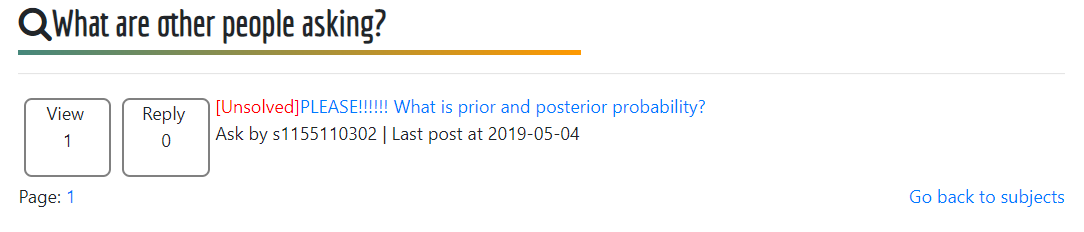 What are other people asking?
View
1
Reply
0
[Unsolved]PLEASE!!!!!! What is prior and posterior probability?
Ask by s1155110302 | Last post at 2019-05-04
Page: 1
Go back to subjects